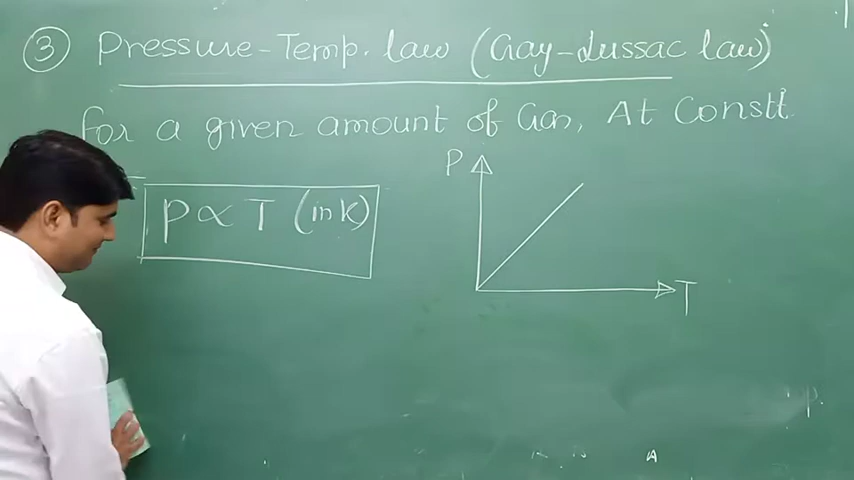 ③ Pressure-Temp. law (Gay-Lussac law)
for a given amount of Gas, At Constt.
P ∝ T (in K)
P
T